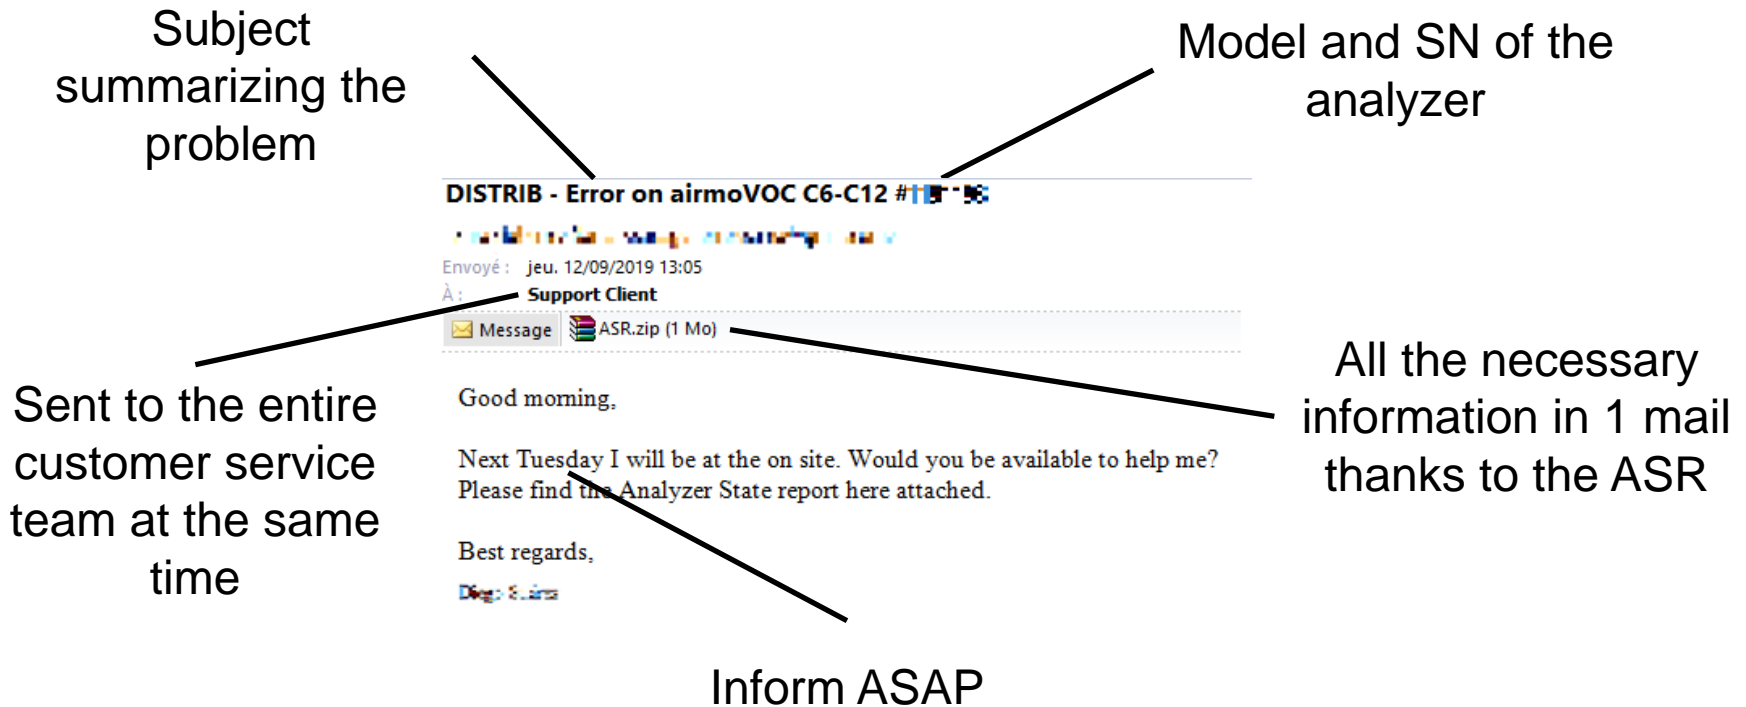 Subject
summarizing the
problem
Model and SN of the
analyzer
DISTRIB - Error on airmoVOC C6-C12 #
Envoyé : jeu. 12/09/2019 13:05
À : Support Client
Message ASR.zip (1 Mo)
Sent to the entire
customer service
team at the same
time
All the necessary
information in 1 mail
thanks to the ASR
Good morning,
Next Tuesday I will be at the on site. Would you be available to help me?
Please find the Analyzer State report here attached.
Best regards,
Inform ASAP